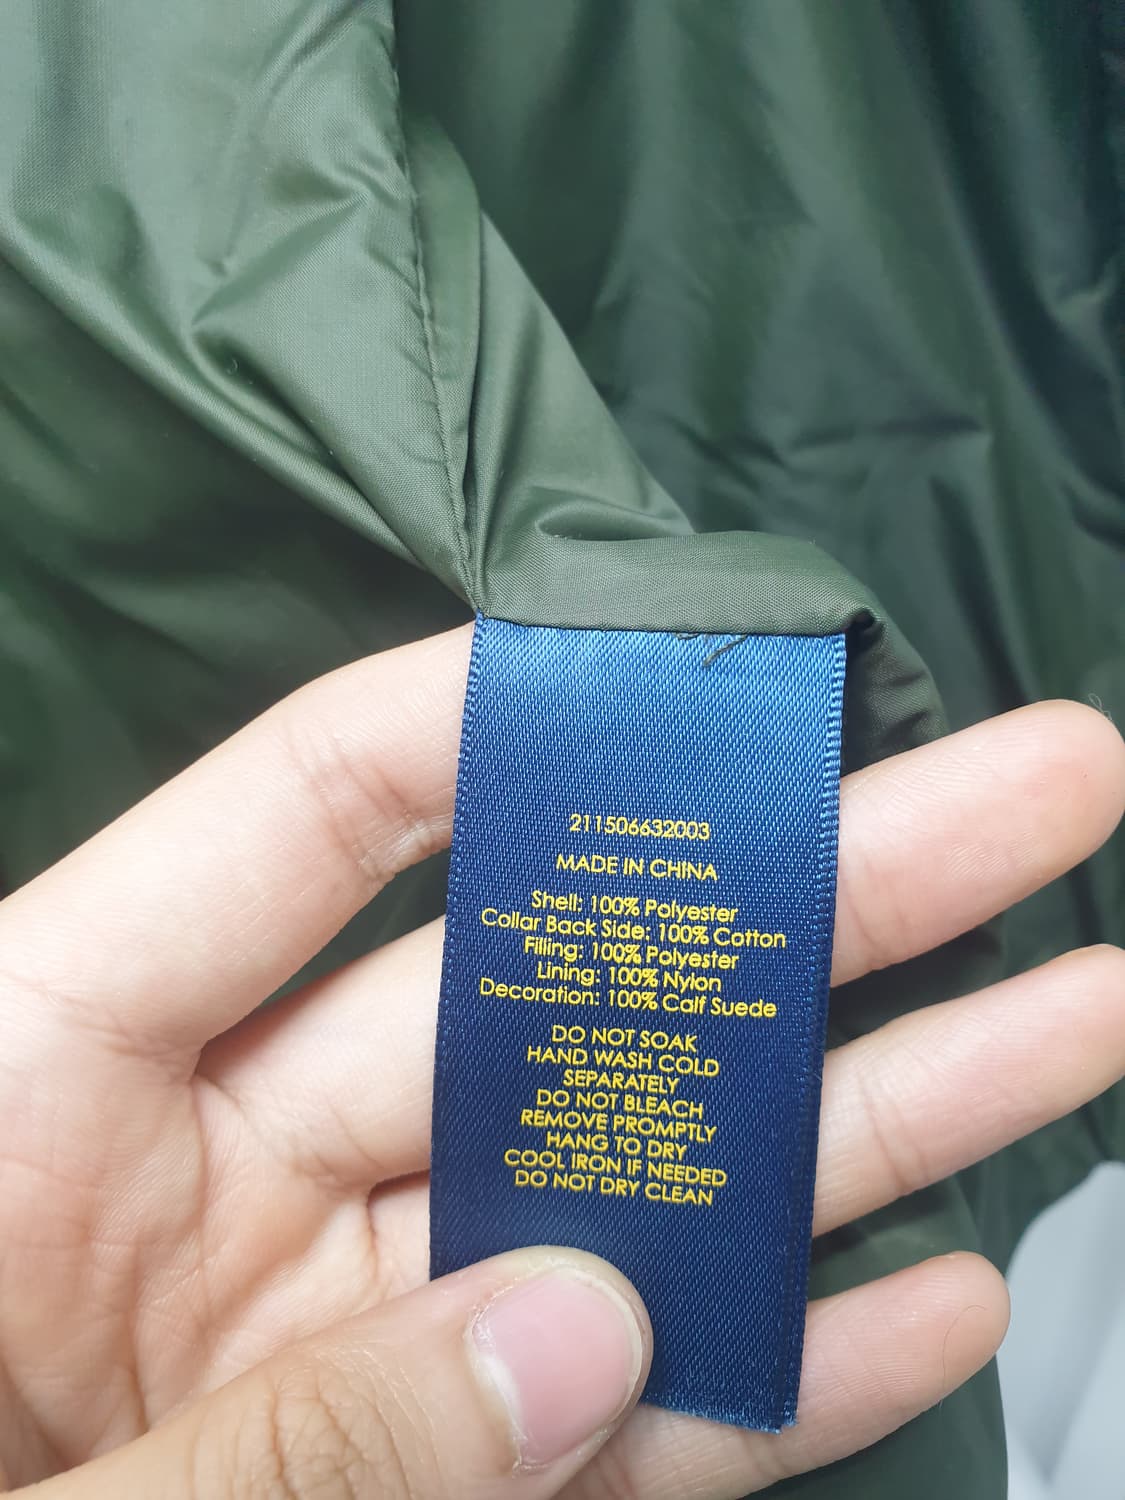 211506632003
MADE IN CHINA
Shell: 100% Polyester
Collar Back Side: 100% Cotton
Filling: 100% Polyester
Lining: 100% Nylon
Decoration: 100% Calf Suede
DO NOT SOAK
HAND WASH COLD
SEPARATELY
DO NOT BLEACH
REMOVE PROMPTLY
HANG TO DRY
COOL IRON IF NEEDED
DO NOT DRY CLEAN